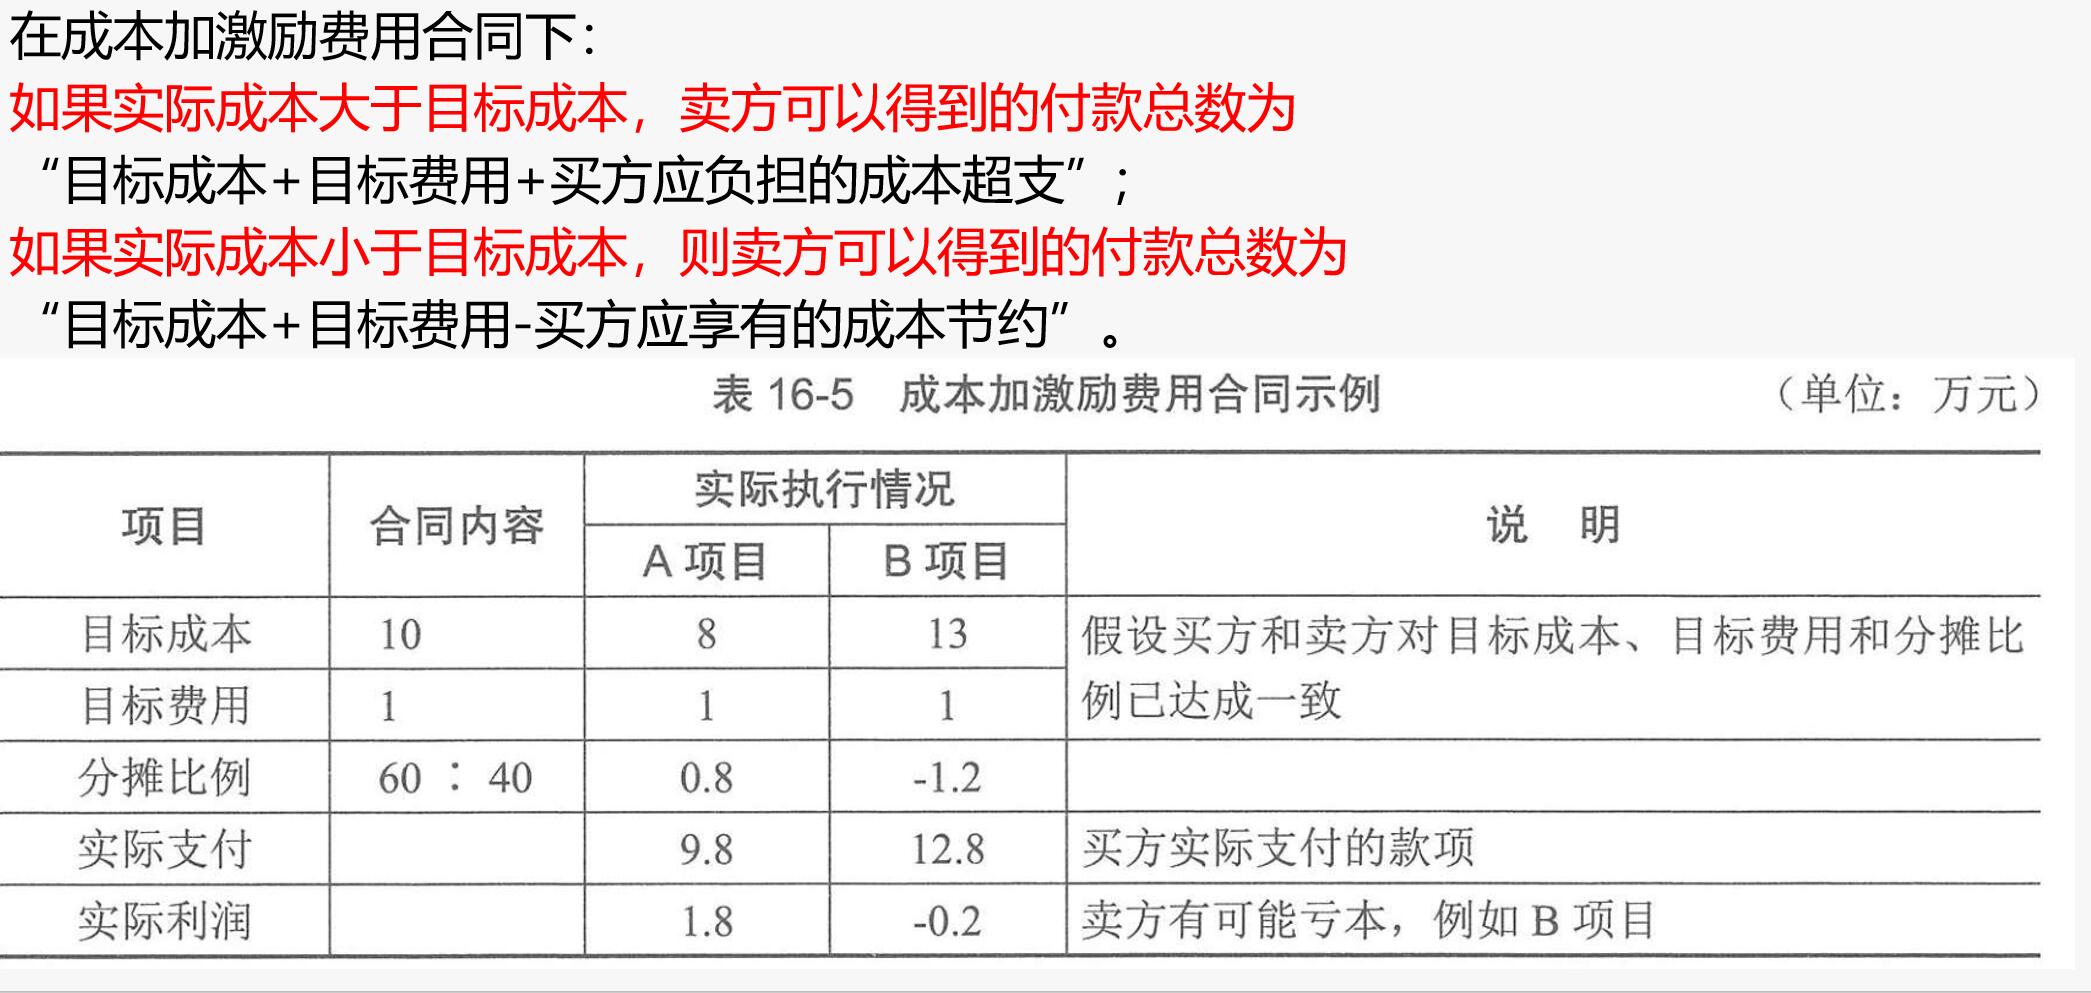 在成本加激励费用合同下：
如果实际成本大于目标成本，卖方可以得到的付款总数为
“目标成本+目标费用+买方应负担的成本超支”；
如果实际成本小于目标成本，则卖方可以得到的付款总数为
“目标成本+目标费用-买方应享有的成本节约”。
表 16-5 成本加激励费用合同示例 （单位：万元）
项目 合同内容 实际执行情况 说 明
A 项目 B 项目
目标成本 10 8 13 假设买方和卖方对目标成本、目标费用和分摊比
目标费用 1 1 1 例已达成一致
分摊比例 60：40 0.8 -1.2
实际支付 9.8 12.8 买方实际支付的款项
实际利润 1.8 -0.2 卖方有可能亏本，例如 B 项目